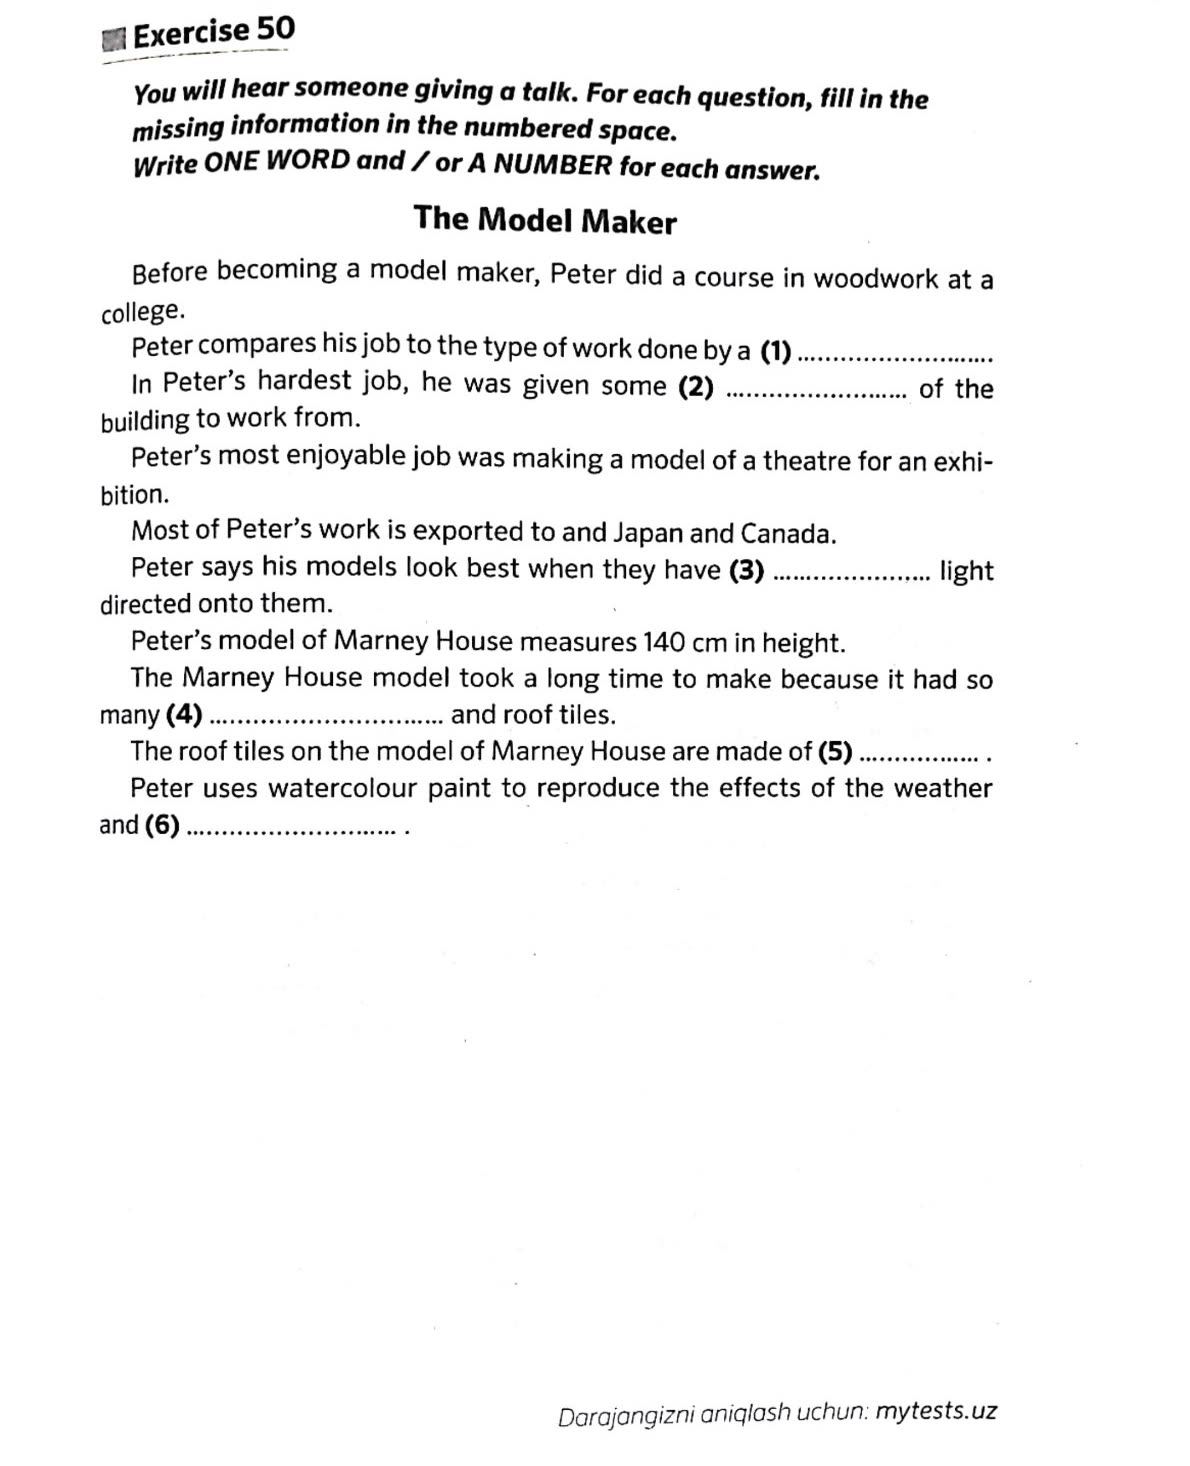 Exercise 50
You will hear someone giving a talk. For each question, fill in the
missing information in the numbered space.
Write ONE WORD and / or A NUMBER for each answer.
The Model Maker
Before becoming a model maker, Peter did a course in woodwork at a
college.
Peter compares his job to the type of work done by a (1) ............................
In Peter's hardest job, he was given some (2) .......................... of the
building to work from.
Peter's most enjoyable job was making a model of a theatre for an exhi-
bition.
Most of Peter's work is exported to and Japan and Canada.
Peter says his models look best when they have (3) ...................... light
directed onto them.
Peter's model of Marney House measures 140 cm in height.
The Marney House model took a long time to make because it had so
many (4) ................................. and roof tiles.
The roof tiles on the model of Marney House are made of (5) ................. .
Peter uses watercolour paint to reproduce the effects of the weather
and (6) .............................. .
Darajangizni aniqlash uchun: mytests.uz